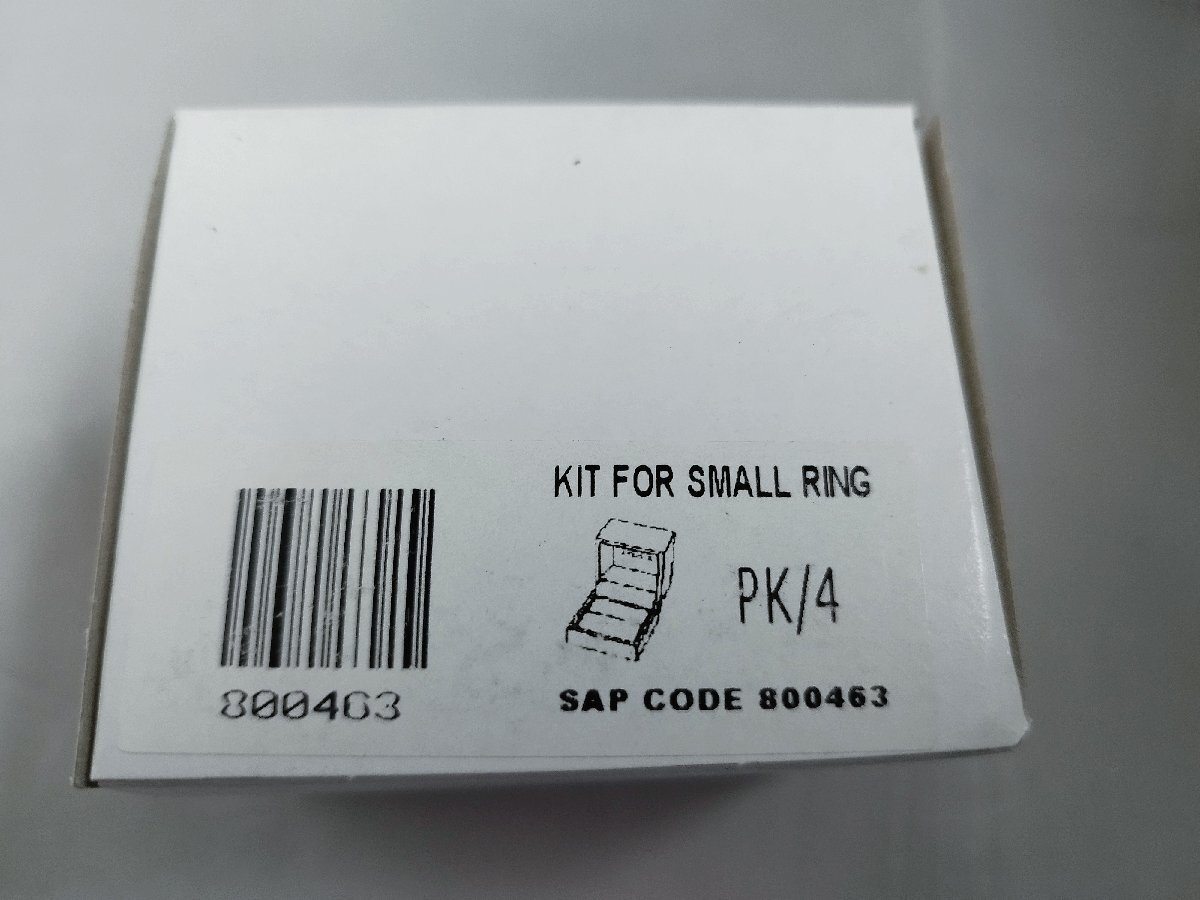 KIT FOR SMALL RING
PK/4
800463
SAP CODE 800463